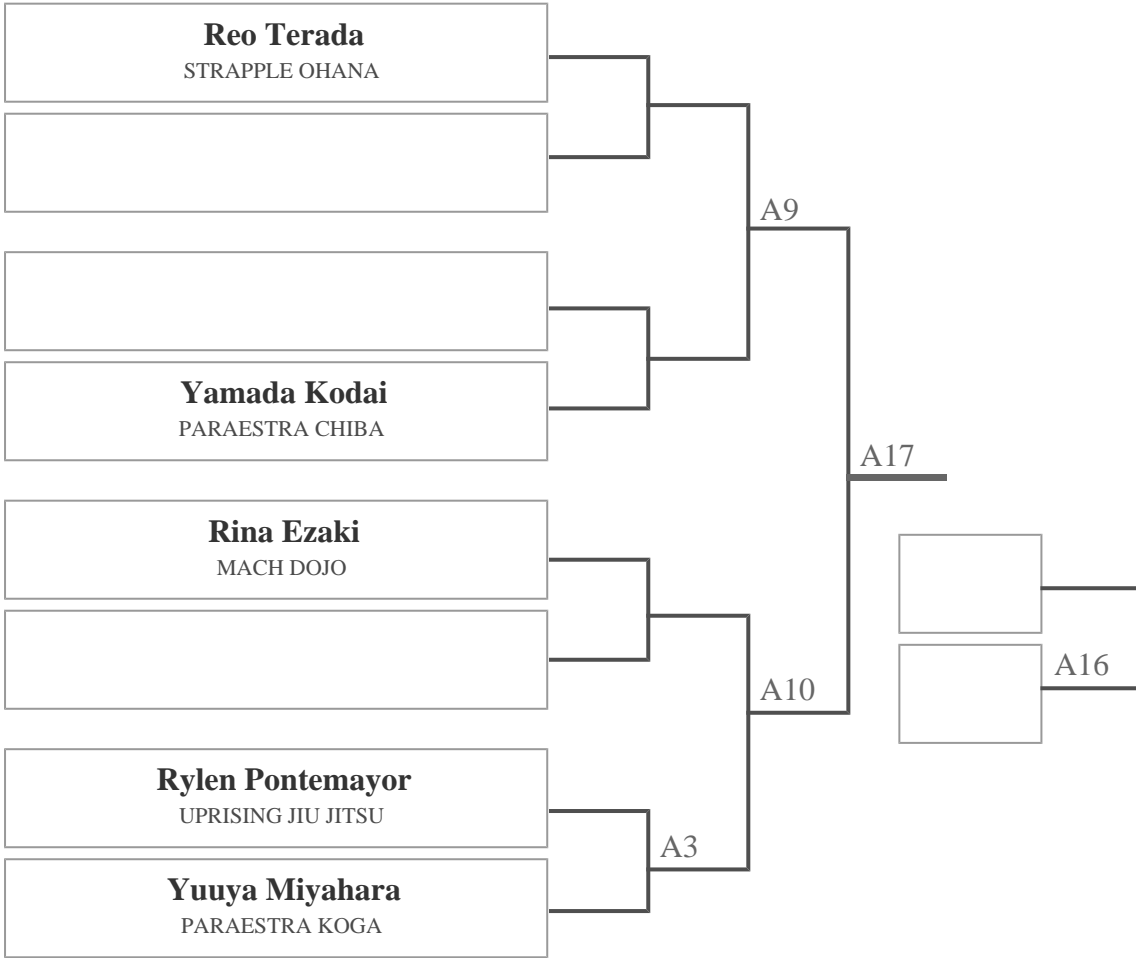 Reo Terada
STRAPPLE OHANA
A9
Yamada Kodai
PARAESTRA CHIBA
A17
Rina Ezaki
MACH DOJO
A16
A10
Rylen Pontemayor
UPRISING JIU JITSU
A3
Yuuya Miyahara
PARAESTRA KOGA